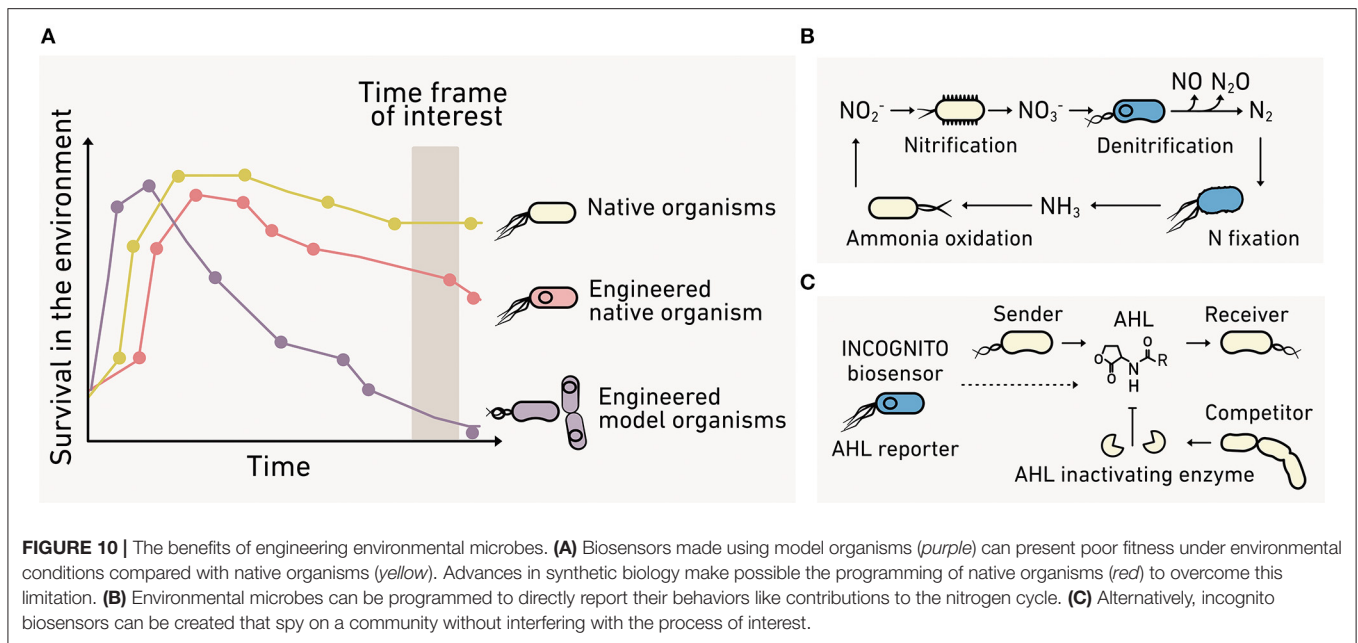 A
Survival in the environment
Time
Time frame
of interest
Native organisms
Engineered
native organism
Engineered
model organisms
B
NO₂⁻
Nitrification
NO₃⁻
Denitrification
NO N₂O
N₂
Ammonia oxidation
NH₃
N fixation
C
INCOGNITO
biosensor
AHL reporter
Sender
AHL
Receiver
O
O
N
H
O
R
Competitor
AHL inactivating enzyme
FIGURE 10 | The benefits of engineering environmental microbes. (A) Biosensors made using model organisms (purple) can present poor fitness under environmental
conditions compared with native organisms (yellow). Advances in synthetic biology make possible the programming of native organisms (red) to overcome this
limitation. (B) Environmental microbes can be programmed to directly report their behaviors like contributions to the nitrogen cycle. (C) Alternatively, incognito
biosensors can be created that spy on a community without interfering with the process of interest.